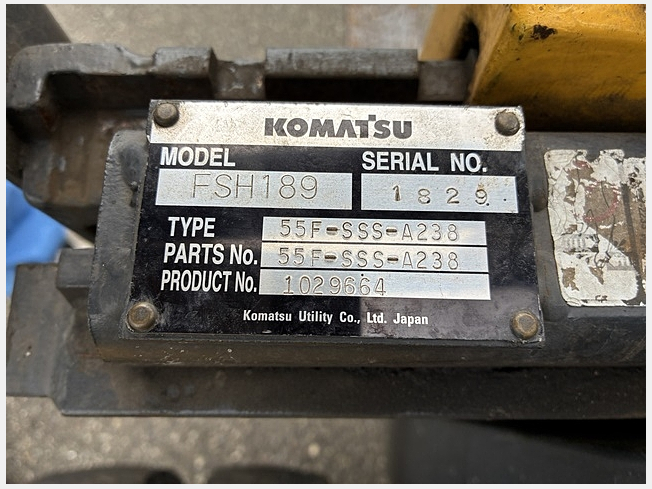 KOMATSU
MODEL SERIAL NO.
FSH189 1829
TYPE 55F-SSS-A238
PARTS No. 55F-SSS-A238
PRODUCT No. 1029664
Komatsu Utility Co., Ltd. Japan